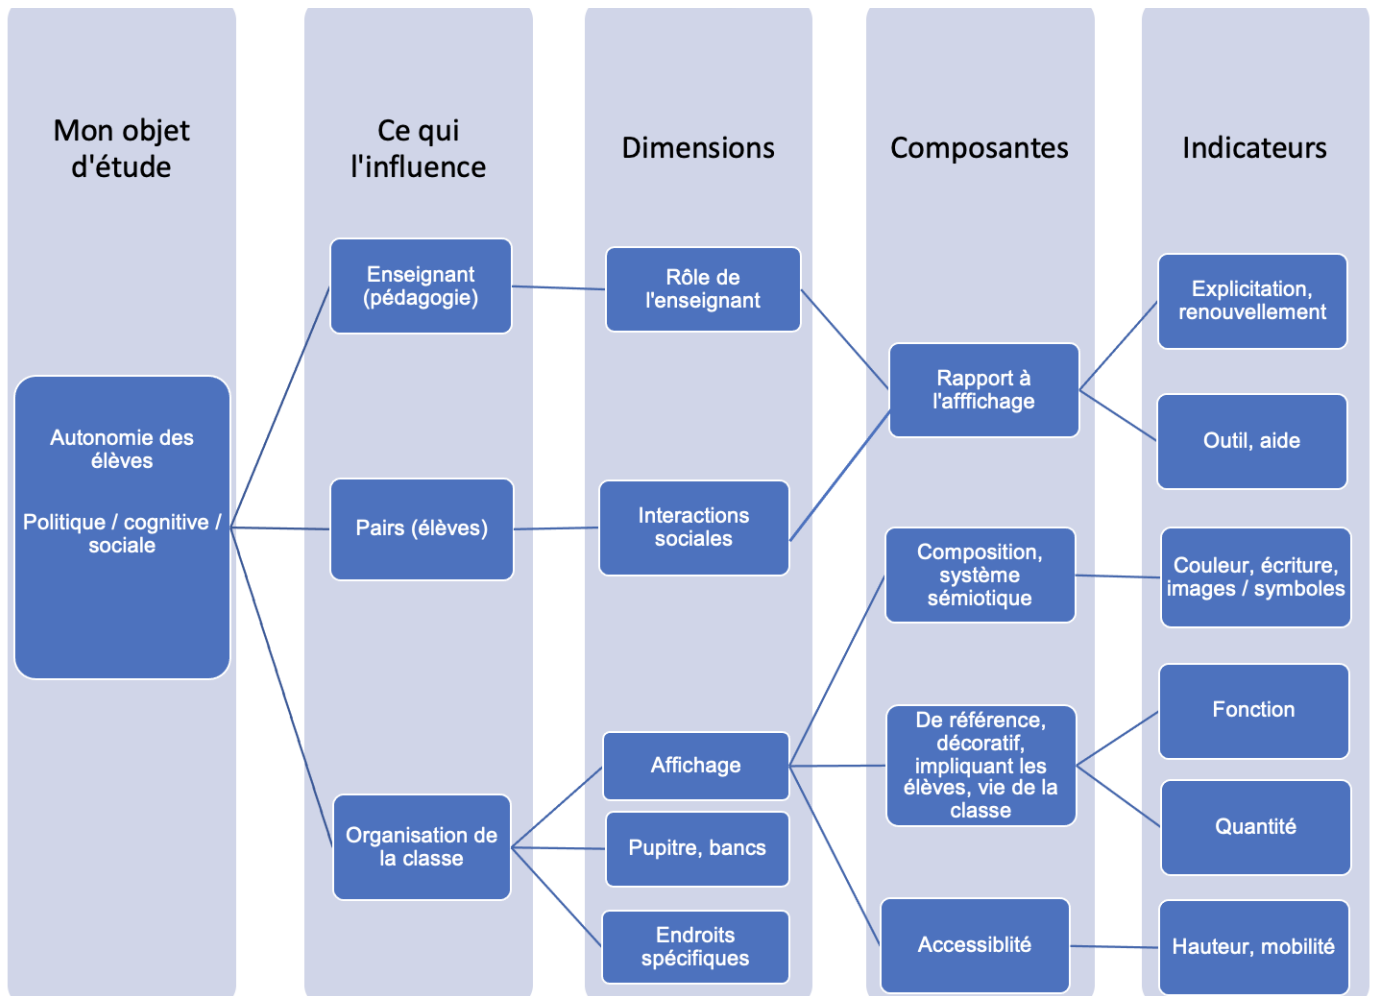 Mon objet
d'étude
Ce qui
l'influence
Dimensions
Composantes
Indicateurs
Autonomie des
élèves
Politique / cognitive /
sociale
Enseignant
(pédagogie)
Pairs (élèves)
Organisation de
la classe
Rôle de
l'enseignant
Interactions
sociales
Affichage
Pupitre, bancs
Endroits
spécifiques
Rapport à
l'afffichage
Composition,
système
sémiotique
De référence,
décoratif,
impliquant les
élèves, vie de la
classe
Accessiblité
Explicitation,
renouvellement
Outil, aide
Couleur, écriture,
images / symboles
Fonction
Quantité
Hauteur, mobilité